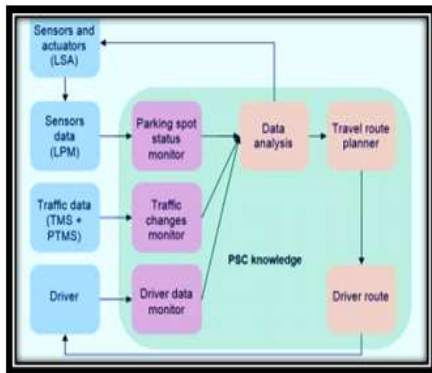 Sensors and
actuators
(LSA)
Sensors
data
(LPM)
Parking spot
status
monitor
Data
analysis
Travel route
planner
Traffic data
(TMS +
PTMS)
Traffic
changes
monitor
PSC knowledge
Driver
Driver data
monitor
Driver route